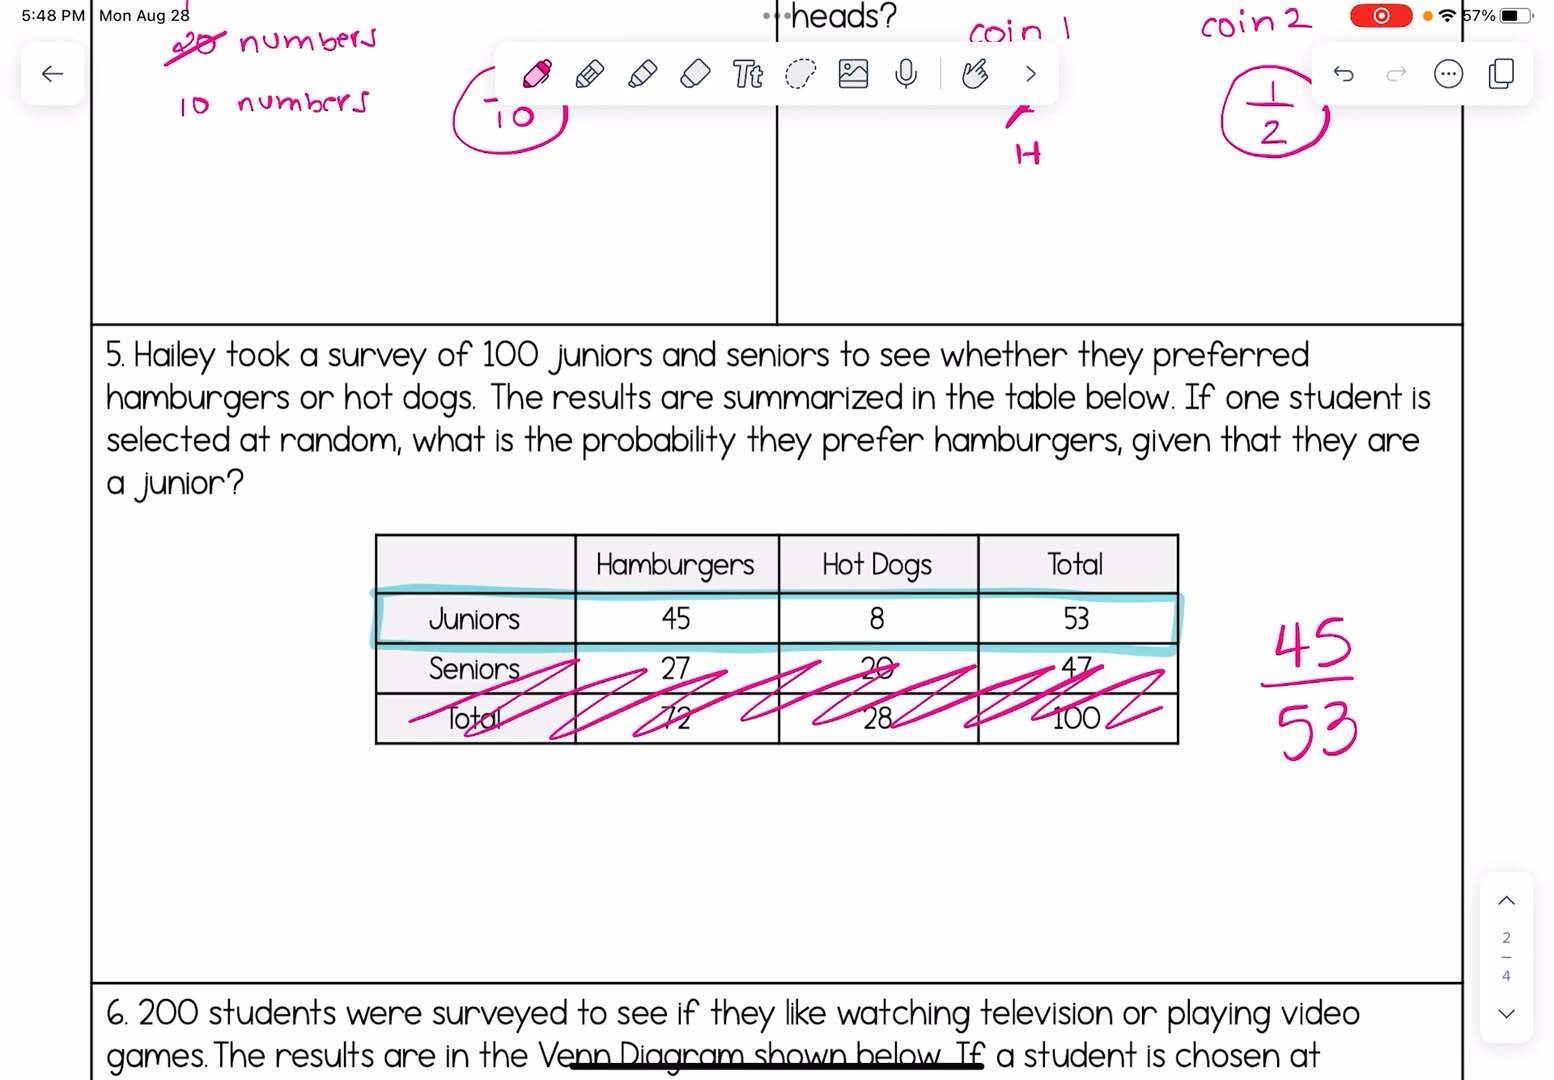 5:48 PM Mon Aug 28
57%
heads?
20 numbers
coin 1
coin 2
Tt
10 numbers
10
1
2
H
5. Hailey took a survey of 100 juniors and seniors to see whether they preferred
hamburgers or hot dogs. The results are summarized in the table below. If one student is
selected at random, what is the probability they prefer hamburgers, given that they are
a junior?
Hamburgers Hot Dogs Total
Juniors 45 8 53
Seniors 27 20 47
Total 72 28 100
45
53
2
4
6. 200 students were surveyed to see if they like watching television or playing video
games. The results are in the Venn Diagram shown below. If a student is chosen at